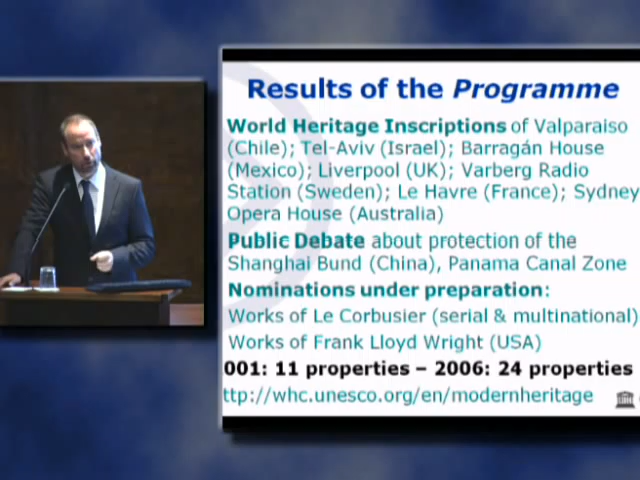 Results of the Programme
World Heritage Inscriptions of Valparaiso
(Chile); Tel-Aviv (Israel); Barragán House
(Mexico); Liverpool (UK); Varberg Radio
Station (Sweden); Le Havre (France); Sydney
Opera House (Australia)
Public Debate about protection of the
Shanghai Bund (China), Panama Canal Zone
Nominations under preparation:
Works of Le Corbusier (serial & multinational)
Works of Frank Lloyd Wright (USA)
001: 11 properties – 2006: 24 properties
ttp://whc.unesco.org/en/modernheritage